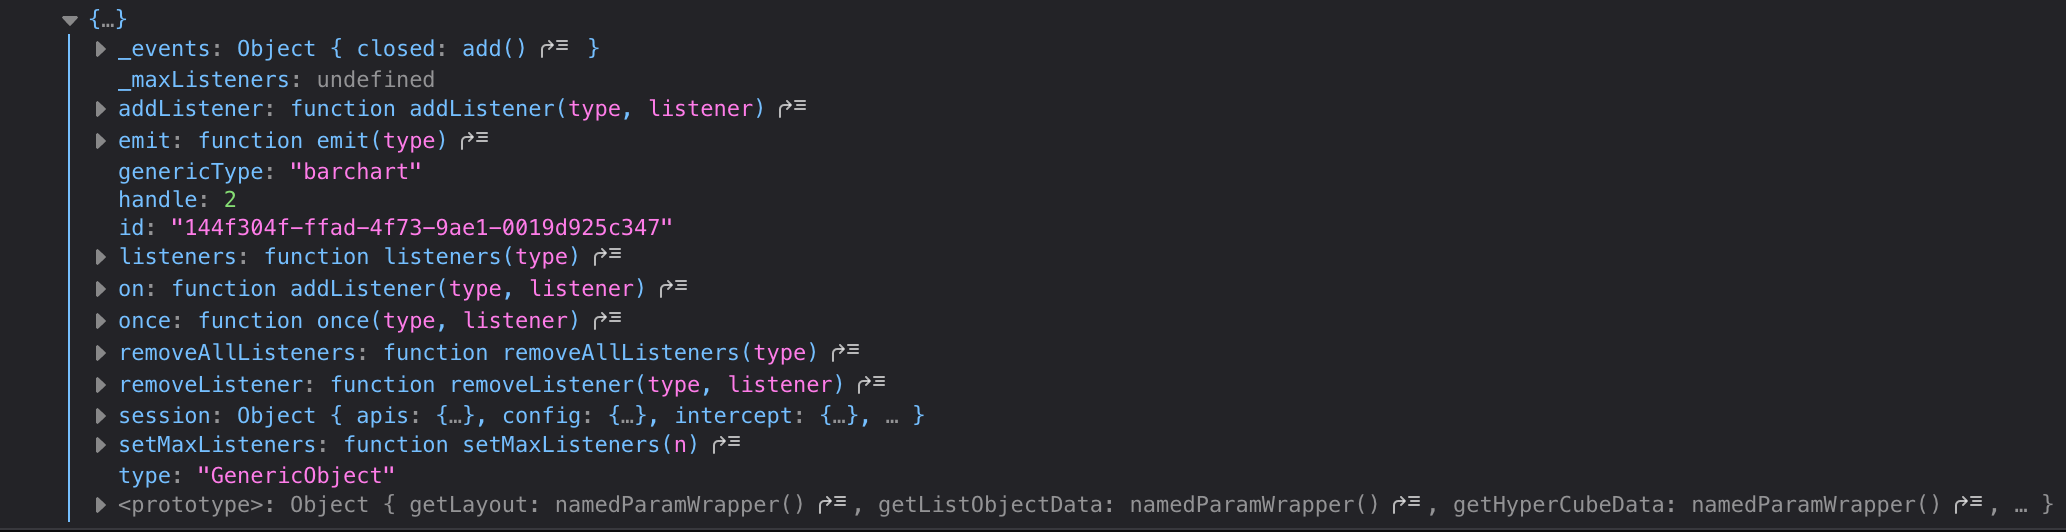 {…}
_events: Object { closed: add() }
_maxListeners: undefined
addListener: function addListener(type, listener)
emit: function emit(type)
genericType: "barchart"
handle: 2
id: "144f304f-ffad-4f73-9ae1-0019d925c347"
listeners: function listeners(type)
on: function addListener(type, listener)
once: function once(type, listener)
removeAllListeners: function removeAllListeners(type)
removeListener: function removeListener(type, listener)
session: Object { apis: {…}, config: {…}, intercept: {…}, … }
setMaxListeners: function setMaxListeners(n)
type: "GenericObject"
<prototype>: Object { getLayout: namedParamWrapper() , getListObjectData: namedParamWrapper() , getHyperCubeData: namedParamWrapper() , … }